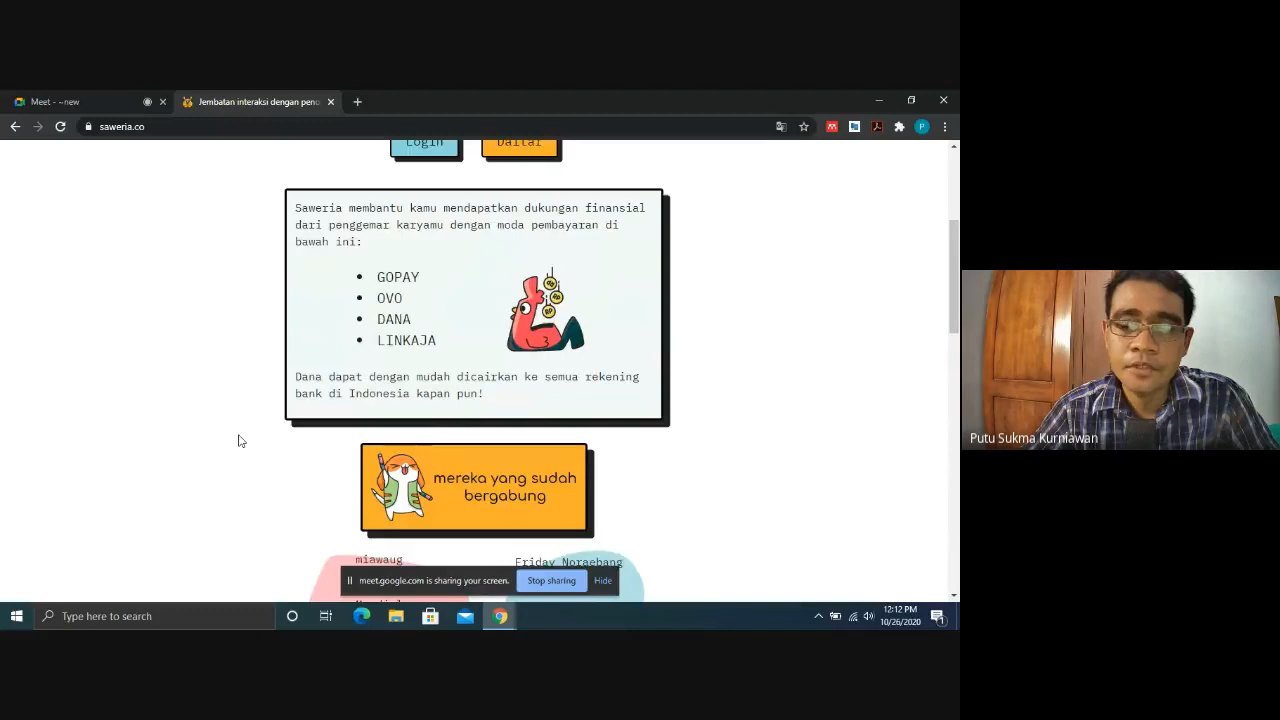 Meet - ~new
Jembatan interaksi dengan peno
saweria.co
P
Login
Daftar
Saweria membantu kamu mendapatkan dukungan finansial
dari penggemar karyamu dengan moda pembayaran di
bawah ini:
• GOPAY
• OVO
• DANA
• LINKAJA
Dana dapat dengan mudah dicairkan ke semua rekening
bank di Indonesia kapan pun!
mereka yang sudah
bergabung
miawaug
Friday Noraebang
meet.google.com is sharing your screen.
Stop sharing
Hide
Type here to search
12:12 PM
10/26/2020
1
Putu Sukma Kurniawan